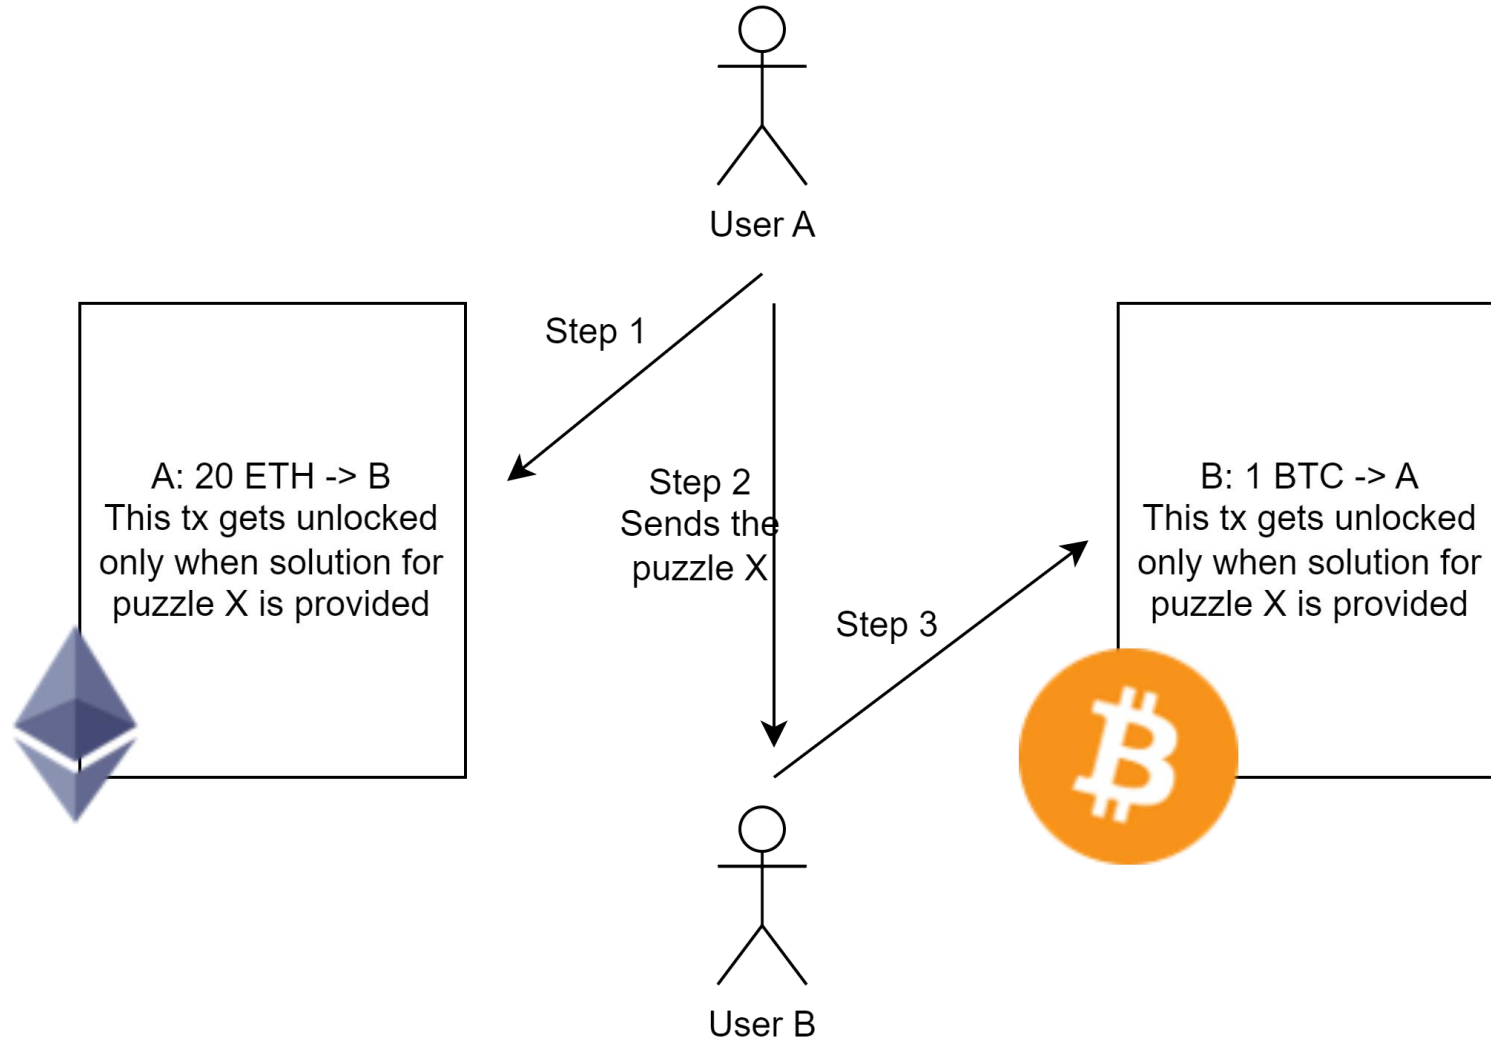 User A
Step 1
A: 20 ETH -> B
This tx gets unlocked
only when solution for
puzzle X is provided
Step 2
Sends the
puzzle X
Step 3
B: 1 BTC -> A
This tx gets unlocked
only when solution for
puzzle X is provided
User B